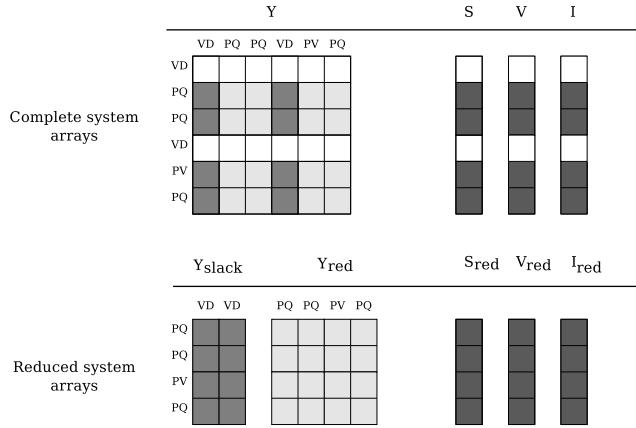 Y S V I
VD PQ PQ VD PV PQ
VD
PQ
PQ
VD
PV
PQ
Complete system
arrays
Yslack Yred Sred Vred Ired
VD VD PQ PQ PV PQ
PQ
PQ
PV
PQ
Reduced system
arrays